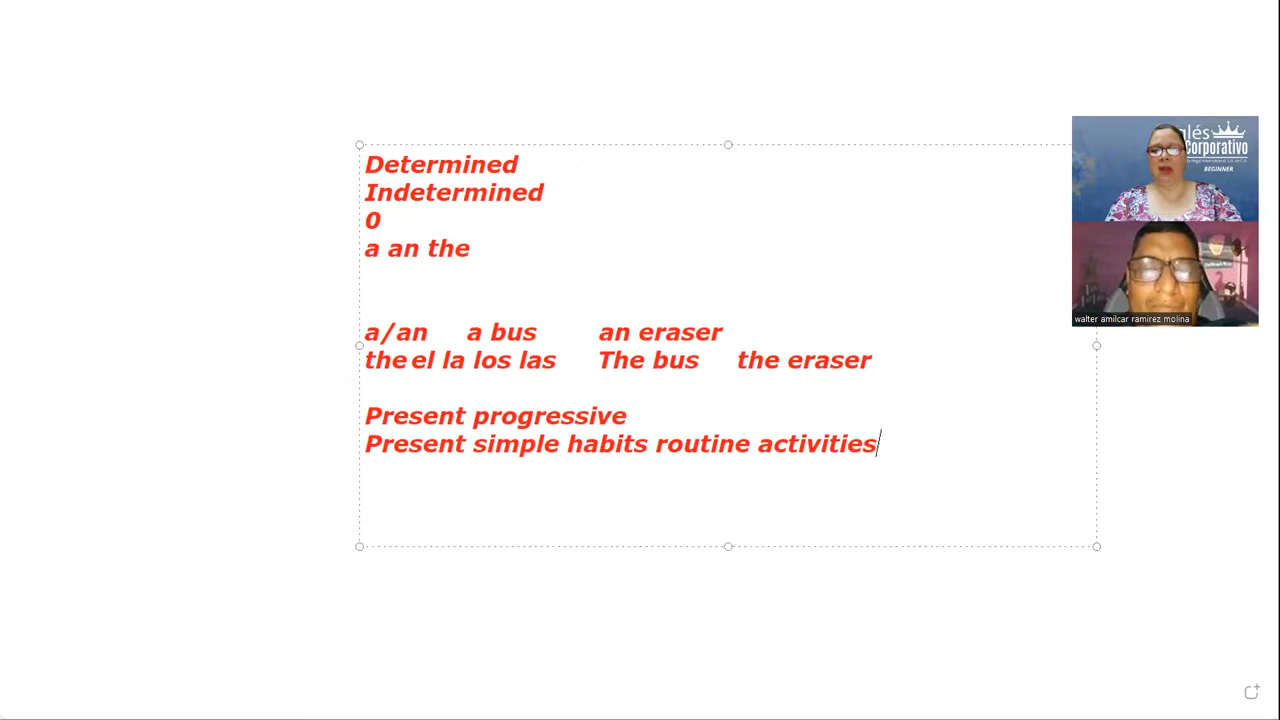 Determined
Indetermined
0
a an the
a/an a bus an eraser
the el la los las The bus the eraser
Present progressive
Present simple habits routine activities
glés
Corporativo
BEGINNER
walter amilcar ramirez molina